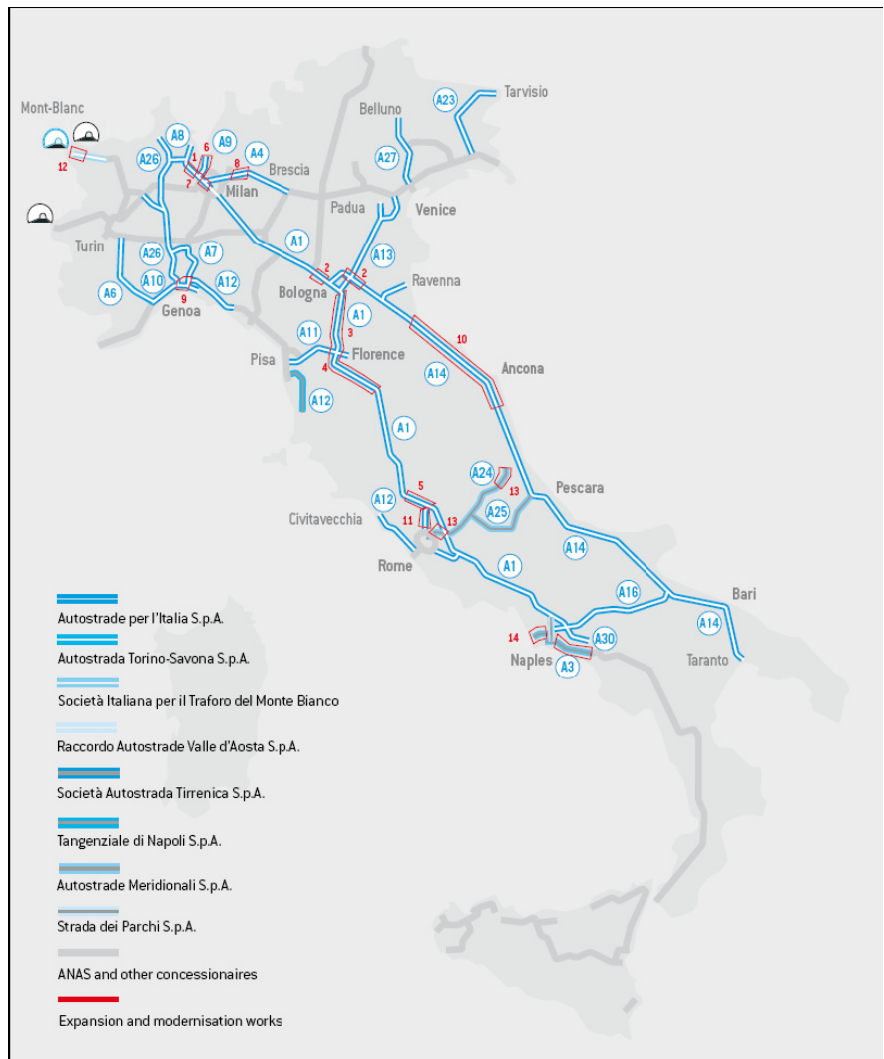 Tarvisio
A23
Mont-Blanc
Belluno
A8
A9
6
A4
A26
1
8
A27
12
Brescia
7
Milan
Padua
Venice
Turin
A26
A7
A1
A13
A10
A12
2
2
Ravenna
A6
9
Bologna
Genoa
A1
A11
3
10
Pisa
4
Florence
A14
Ancona
A12
A1
A24
5
13
Pescara
A12
Civitavecchia
11
13
A25
A14
Rome
A1
A16
Bari
14
A30
A14
Naples
A3
Taranto
Autostrade per l'Italia S.p.A.
Autostrada Torino-Savona S.p.A.
Società Italiana per il Traforo del Monte Bianco
Raccordo Autostrade Valle d'Aosta S.p.A.
Società Autostrada Tirrenica S.p.A.
Tangenziale di Napoli S.p.A.
Autostrade Meridionali S.p.A.
Strada dei Parchi S.p.A.
ANAS and other concessionaires
Expansion and modernisation works